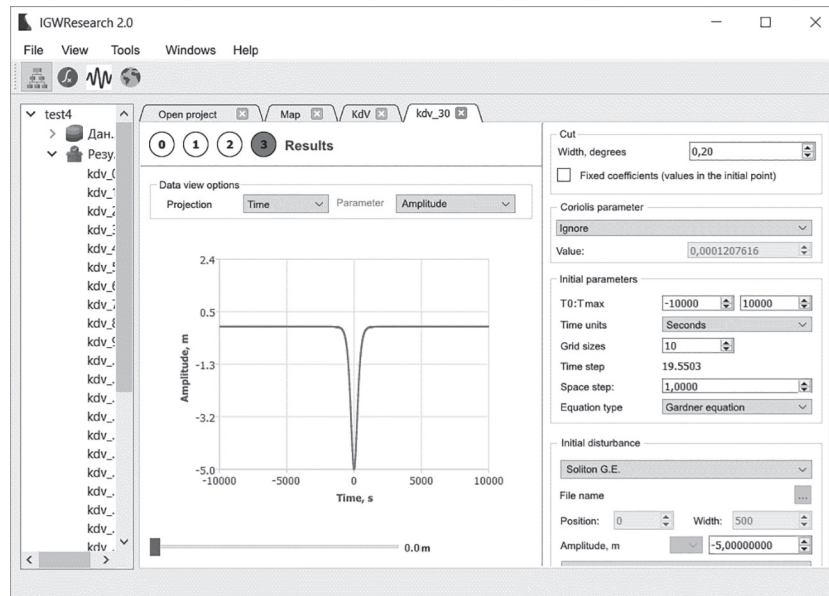 IGWResearch 2.0
File View Tools Windows Help
test4
Дан..
Резу.
kdv_0
kdv_
kdv_2
kdv_:
kdv_4
kdv_5
kdv_6
kdv_7
kdv_8
kdv_9
kdv_.
kdv_.
kdv_.
kdv_.
kdv_.
kdv_.
kdv_.
kdv_.
kdv_.
kdv_.
kdv .
Open project Map KdV kdv_30
0 1 2 3 Results
Data view options
Projection Time Parameter Amplitude
2.4
0.5
-1.3
-3.2
-5.0
Amplitude, m
-10000 -5000 0 5000 10000
Time, s
0.0 m
Cut
Width, degrees 0,20
Fixed coefficients (values in the initial point)
Coriolis parameter
Ignore
Value: 0,0001207616
Initial parameters
T0:Tmax -10000 10000
Time units Seconds
Grid sizes 10
Time step 19.5503
Space step: 1,0000
Equation type Gardner equation
Initial disturbance
Soliton G.E.
File name ...
Position: 0 Width: 500
Amplitude, m -5,00000000